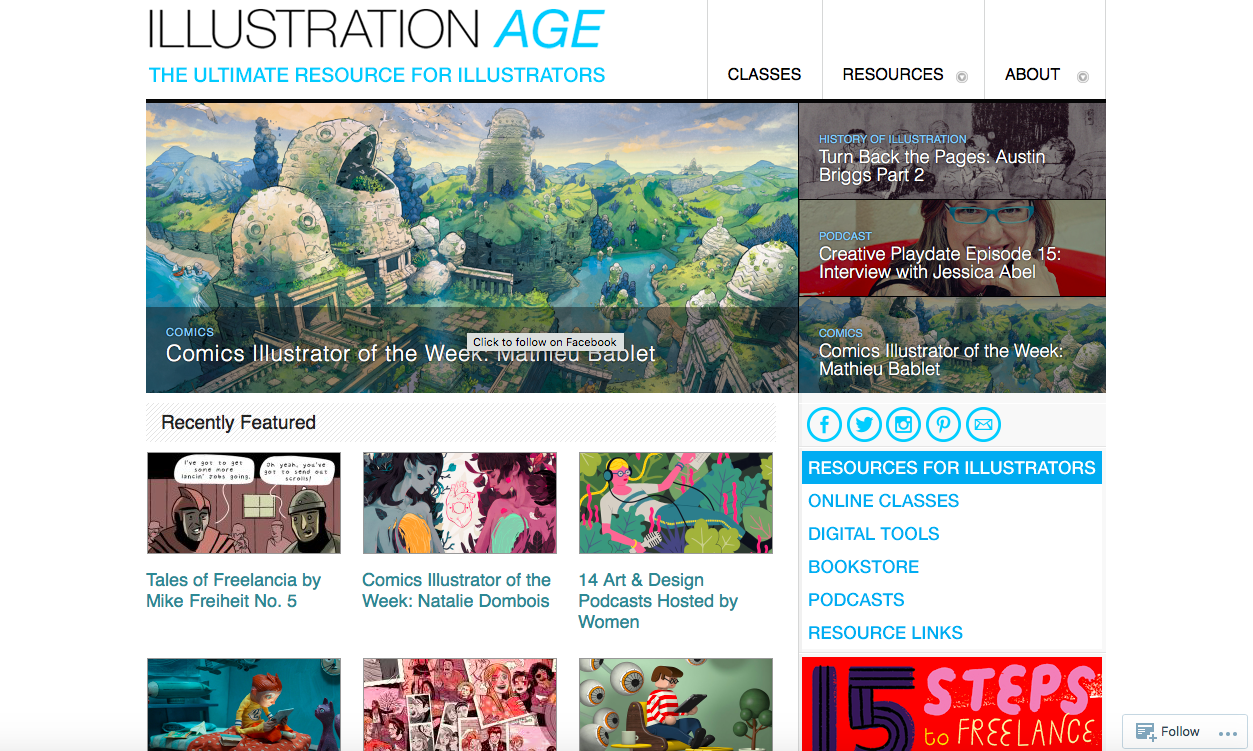 ILLUSTRATION AGE
THE ULTIMATE RESOURCE FOR ILLUSTRATORS
CLASSES
RESOURCES
ABOUT
COMICS
Comics Illustrator of the Week: Mathieu Bablet
Click to follow on Facebook
HISTORY OF ILLUSTRATION
Turn Back the Pages: Austin
Briggs Part 2
PODCAST
Creative Playdate Episode 15:
Interview with Jessica Abel
COMICS
Comics Illustrator of the Week:
Mathieu Bablet
Recently Featured
I've got to get
some more
lancin' jobs going.
Oh yeah, you've
got to send out
scrolls!
Tales of Freelancia by
Mike Freiheit No. 5
Comics Illustrator of the
Week: Natalie Dombois
14 Art & Design
Podcasts Hosted by
Women
RESOURCES FOR ILLUSTRATORS
ONLINE CLASSES
DIGITAL TOOLS
BOOKSTORE
PODCASTS
RESOURCE LINKS
15 STEPS
to FREELANCE
Follow